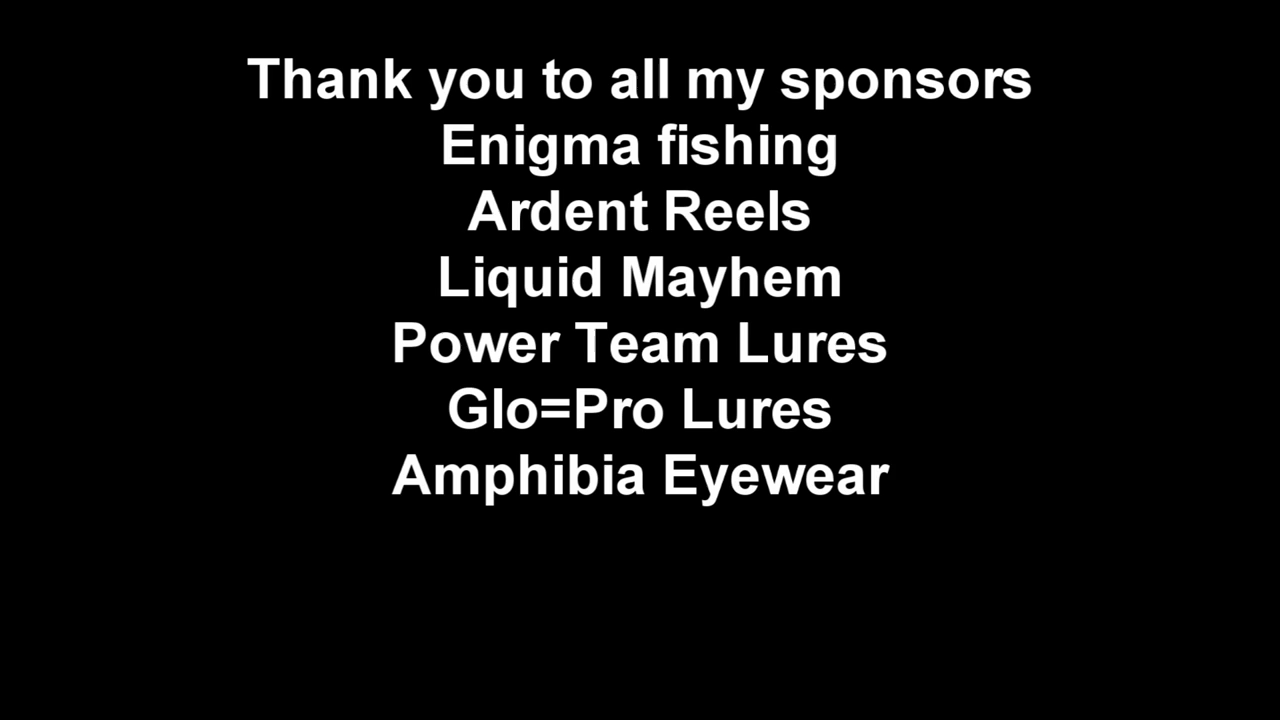 Thank you to all my sponsors
Enigma fishing
Ardent Reels
Liquid Mayhem
Power Team Lures
Glo=Pro Lures
Amphibia Eyewear